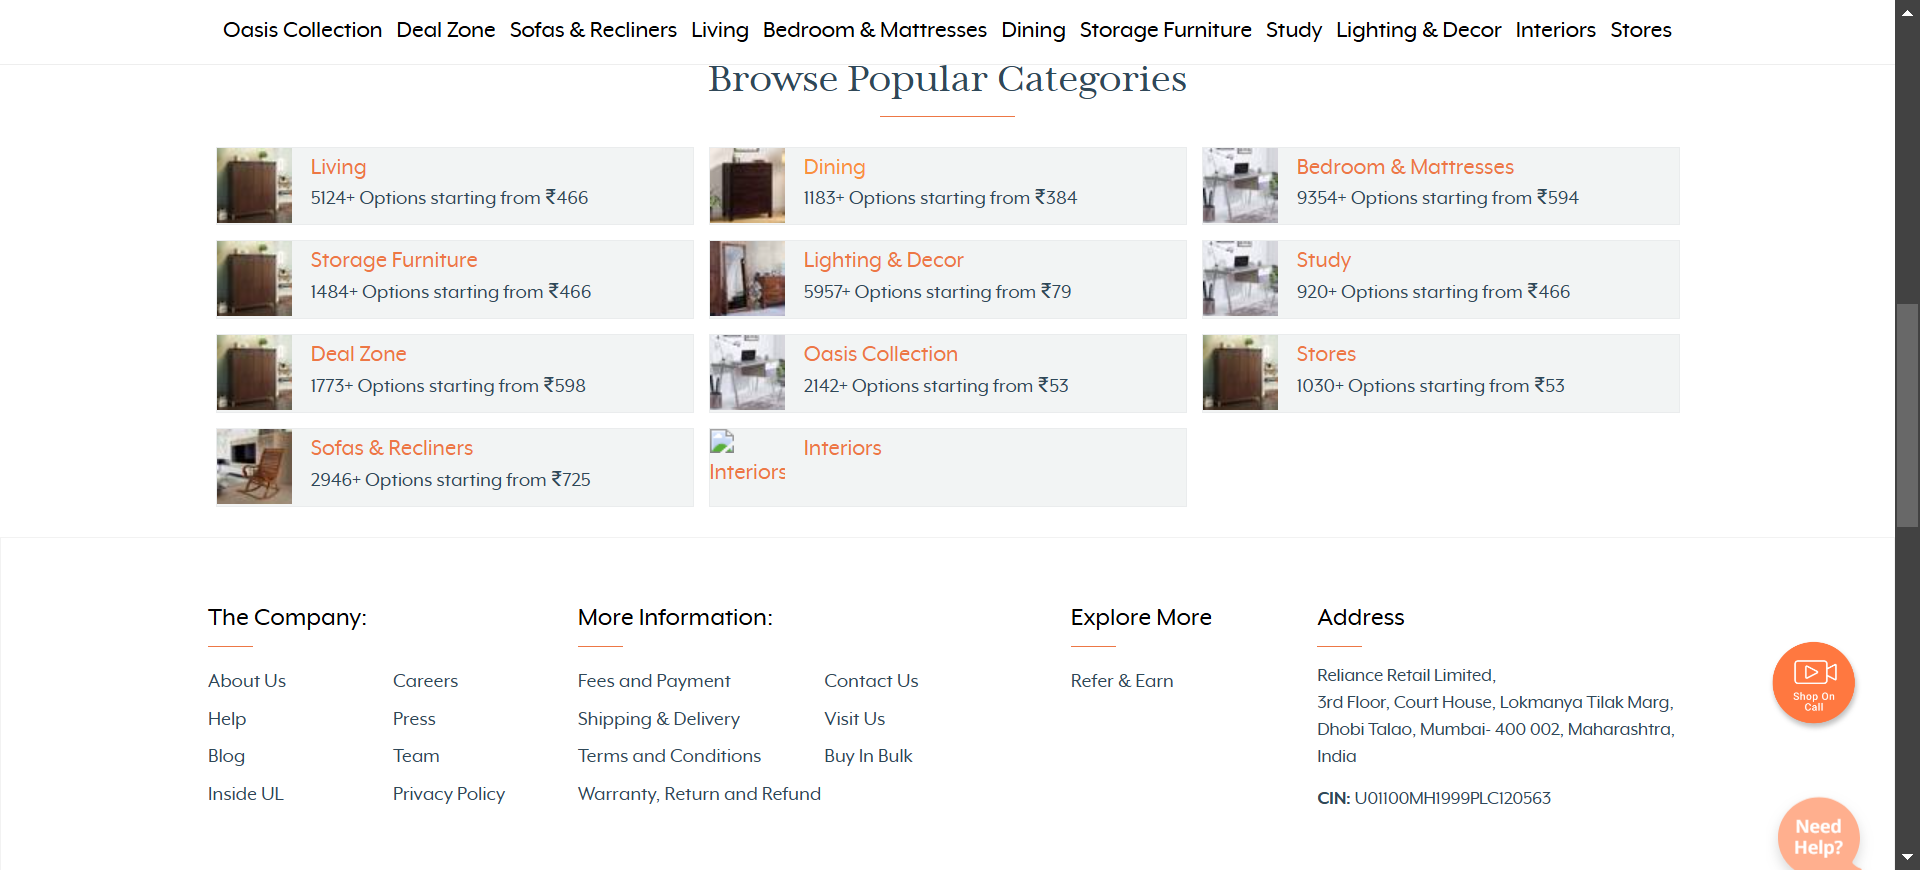 Oasis Collection Deal Zone Sofas & Recliners Living Bedroom & Mattresses Dining Storage Furniture Study Lighting & Decor Interiors Stores
Browse Popular Categories
Living
5124+ Options starting from ₹466
Dining
1183+ Options starting from ₹384
Bedroom & Mattresses
9354+ Options starting from ₹594
Storage Furniture
1484+ Options starting from ₹466
Lighting & Decor
5957+ Options starting from ₹79
Study
920+ Options starting from ₹466
Deal Zone
1773+ Options starting from ₹598
Oasis Collection
2142+ Options starting from ₹53
Stores
1030+ Options starting from ₹53
Sofas & Recliners
2946+ Options starting from ₹725
Interiors
Interiors
The Company:
About Us
Help
Blog
Inside UL
Careers
Press
Team
Privacy Policy
More Information:
Fees and Payment
Shipping & Delivery
Terms and Conditions
Warranty, Return and Refund
Contact Us
Visit Us
Buy In Bulk
Explore More
Refer & Earn
Address
Reliance Retail Limited,
3rd Floor, Court House, Lokmanya Tilak Marg,
Dhobi Talao, Mumbai- 400 002, Maharashtra,
India
CIN: U01100MH1999PLC120563
Shop On
Call
Need
Help?